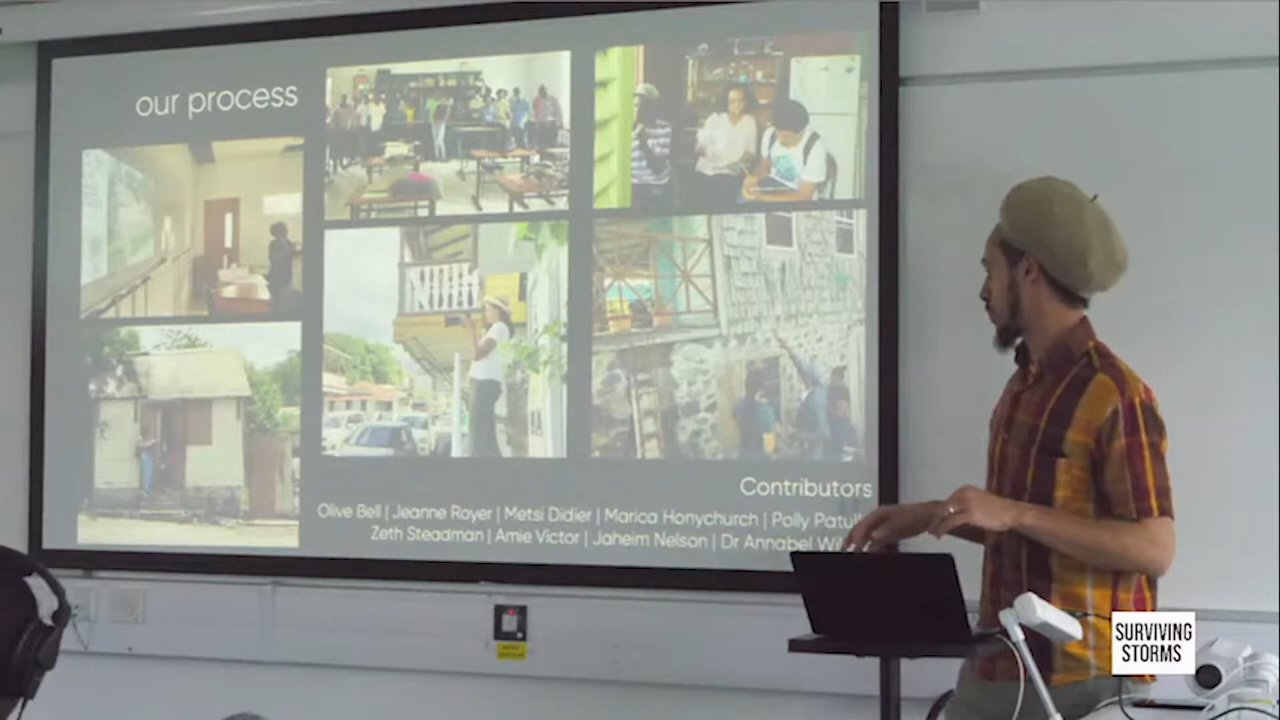 our process
Contributors
Olive Bell | Jeanne Royer | Metsi Didier | Marica Honychurch | Polly
Zeth Steadman | Amie Victor | Jaheim Nelson | Dr Annabel
SURVIVING
STORMS